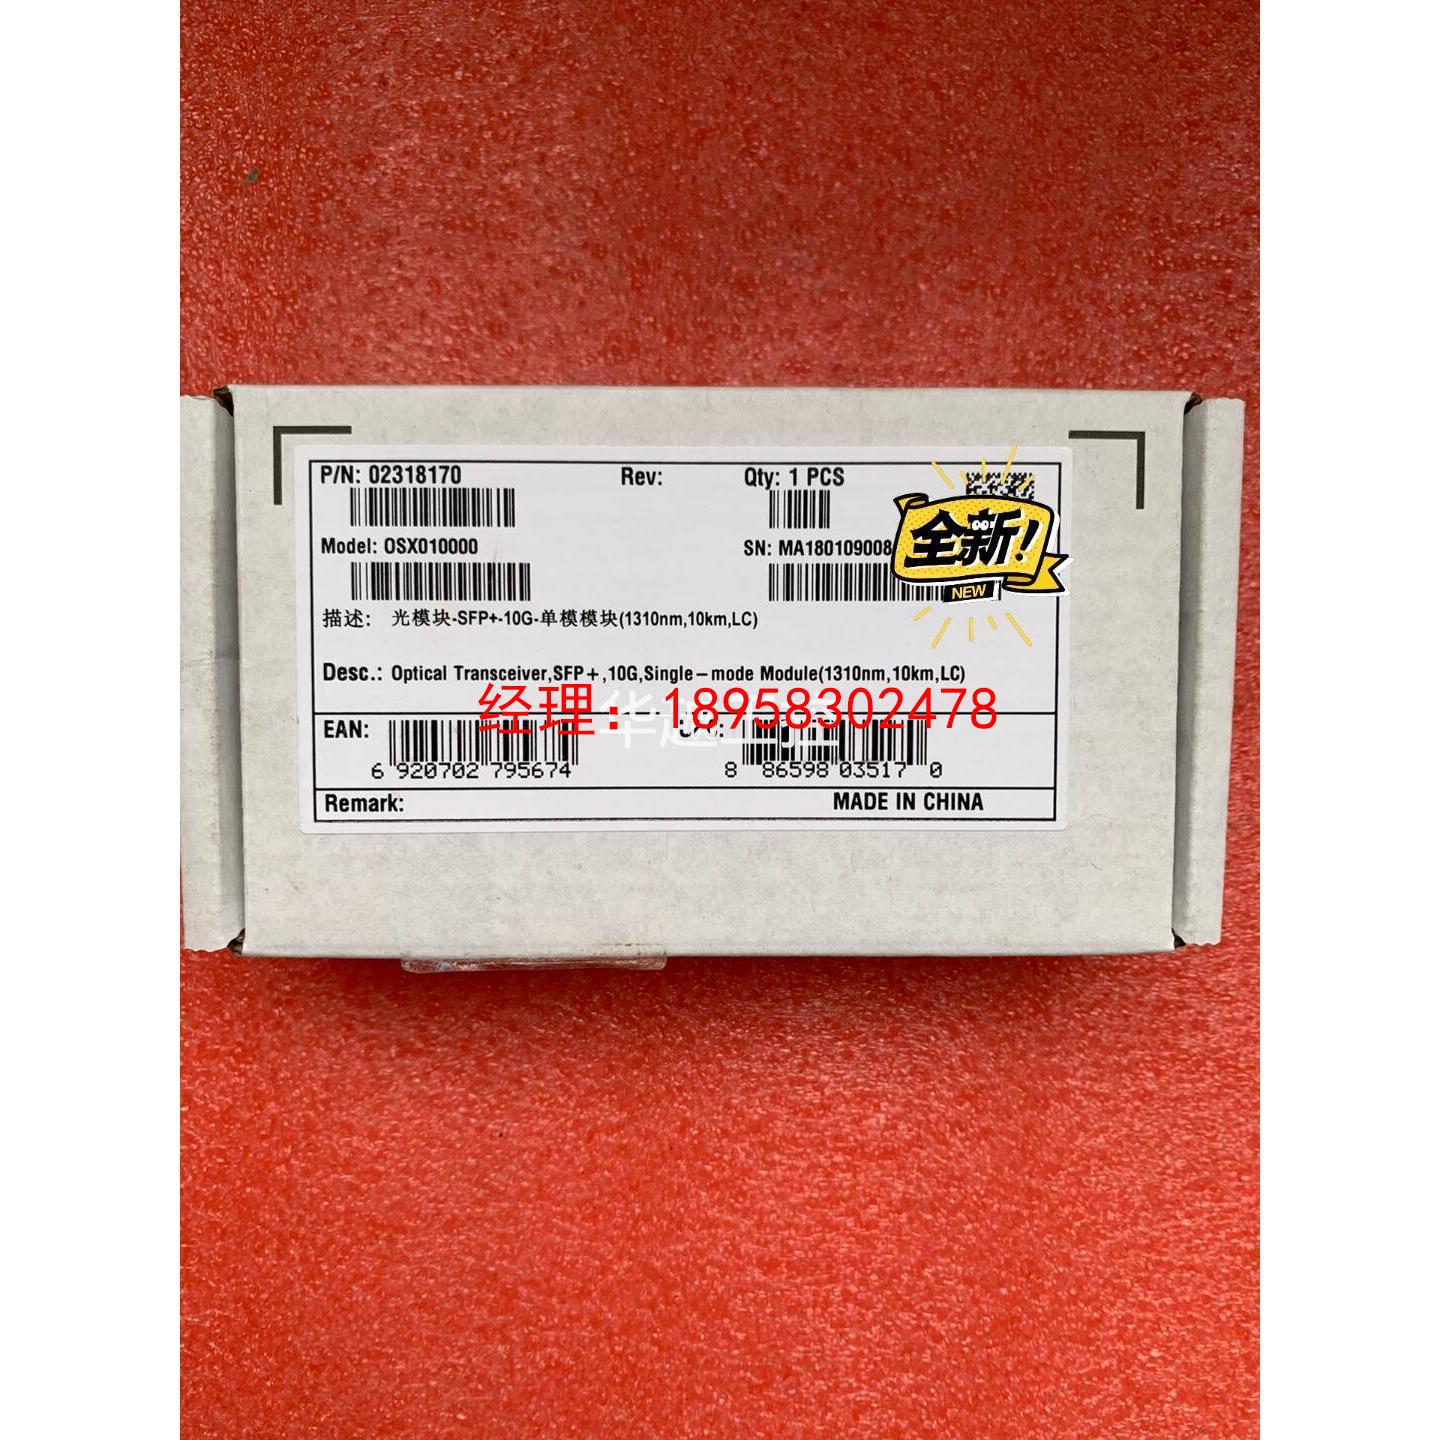 P/N: 02318170
Rev:
Qty: 1 PCS
全新!
NEW
Model: OSX010000
SN: MA180109008
描述: 光模块-SFP+-10G-单模模块(1310nm,10km,LC)
Desc.: Optical Transceiver,SFP+,10G,Single-mode Module(1310nm,10km,LC)
经理：18958302478
EAN:
6 920702 795674
8 86598 03517 0
Remark:
MADE IN CHINA